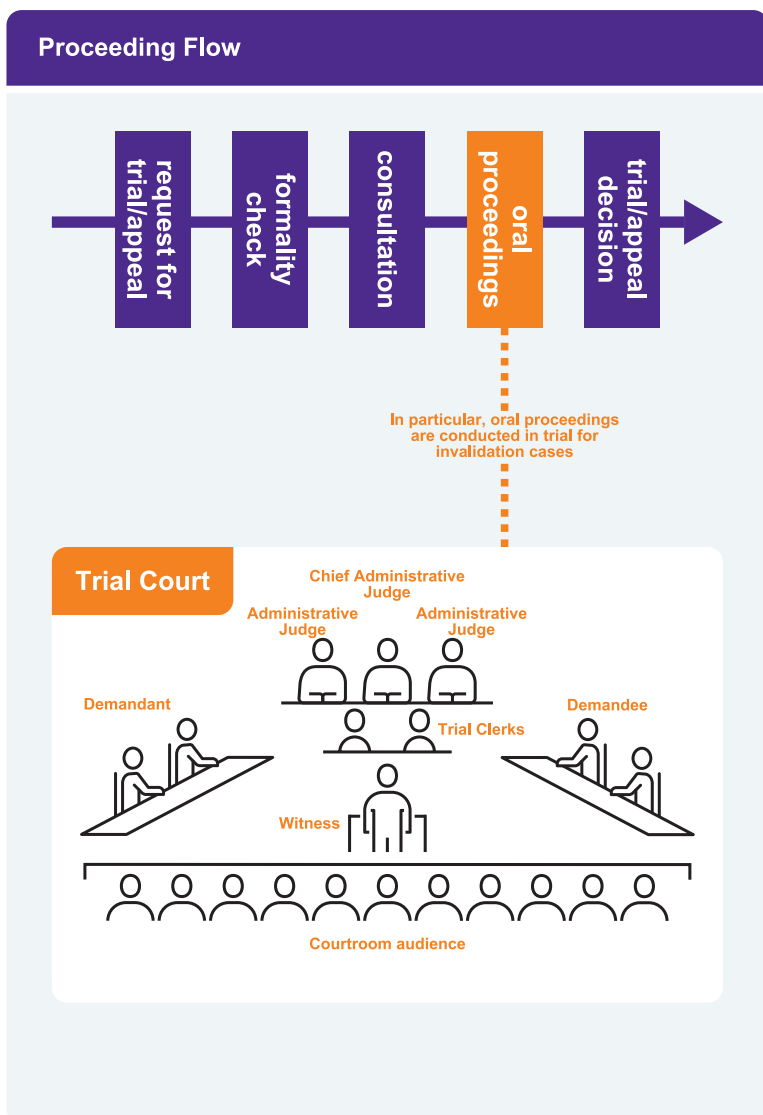 Proceeding Flow
request for
trial/appeal
formality
check
consultation
oral
proceedings
trial/appeal
decision
In particular, oral proceedings
are conducted in trial for
invalidation cases
Trial Court
Chief Administrative
Judge
Administrative
Judge
Administrative
Judge
Demandant
Demandee
Trial Clerks
Witness
Courtroom audience